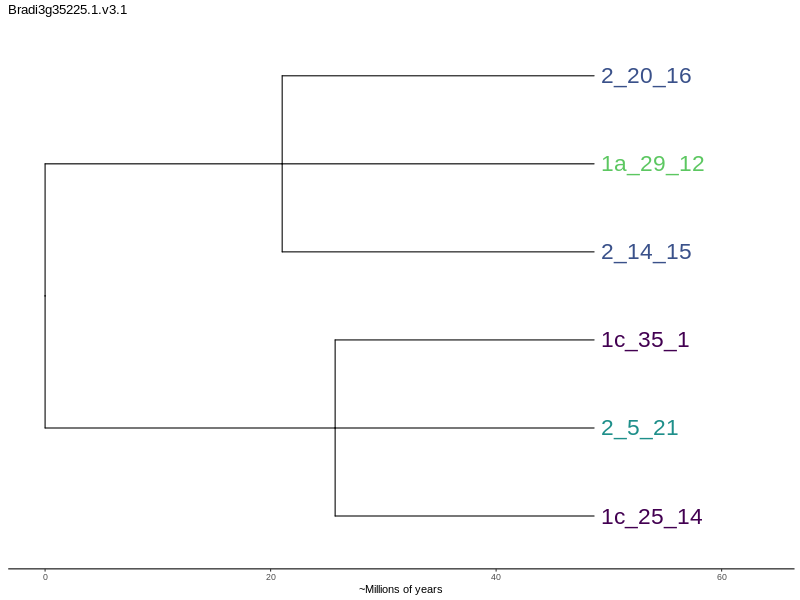 Bradi3g35225.1.v3.1
2_20_16
1a_29_12
2_14_15
1c_35_1
2_5_21
1c_25_14
0 20 40 60
~Millions of years